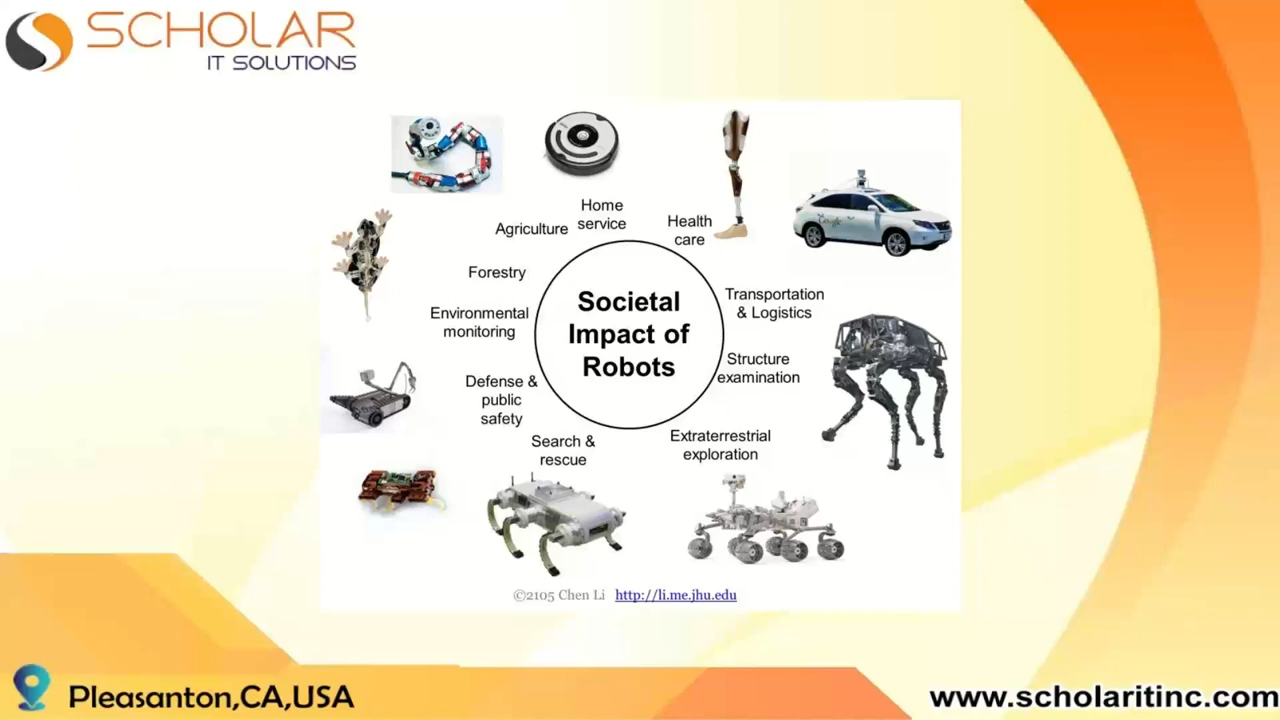 SCHOLAR
IT SOLUTIONS
Home
service
Agriculture
Health
care
Google
Forestry
Transportation
& Logistics
Environmental
monitoring
Societal
Impact of
Robots
Structure
examination
Defense &
public
safety
Search &
rescue
Extraterrestrial
exploration
©2105 Chen Li http://li.me.jhu.edu
Pleasanton,CA,USA
www.scholaritinc.com